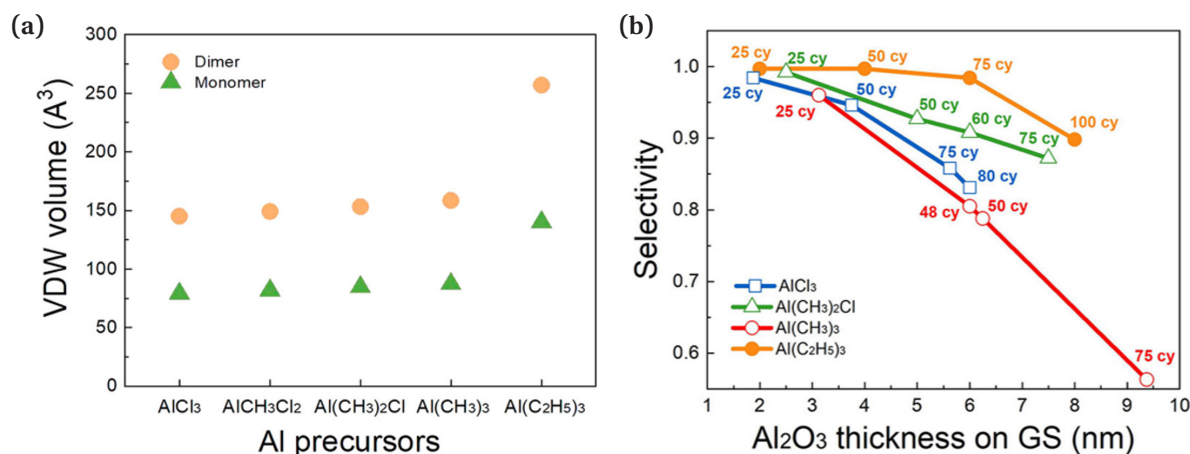 (a)
300
250
200
150
100
50
0
VDW volume (A³)
Dimer
Monomer
AlCl₃
AlCH₃Cl₂
Al(CH₃)₂Cl
Al(CH₃)₃
Al(C₂H₅)₃
Al precursors
(b)
1.0
0.9
0.8
0.7
0.6
Selectivity
25 cy
25 cy
50 cy
75 cy
25 cy
50 cy
50 cy
60 cy
100 cy
25 cy
75 cy
75 cy
80 cy
48 cy
50 cy
75 cy
AlCl₃
Al(CH₃)₂Cl
Al(CH₃)₃
Al(C₂H₅)₃
1 2 3 4 5 6 7 8 9 10
Al₂O₃ thickness on GS (nm)